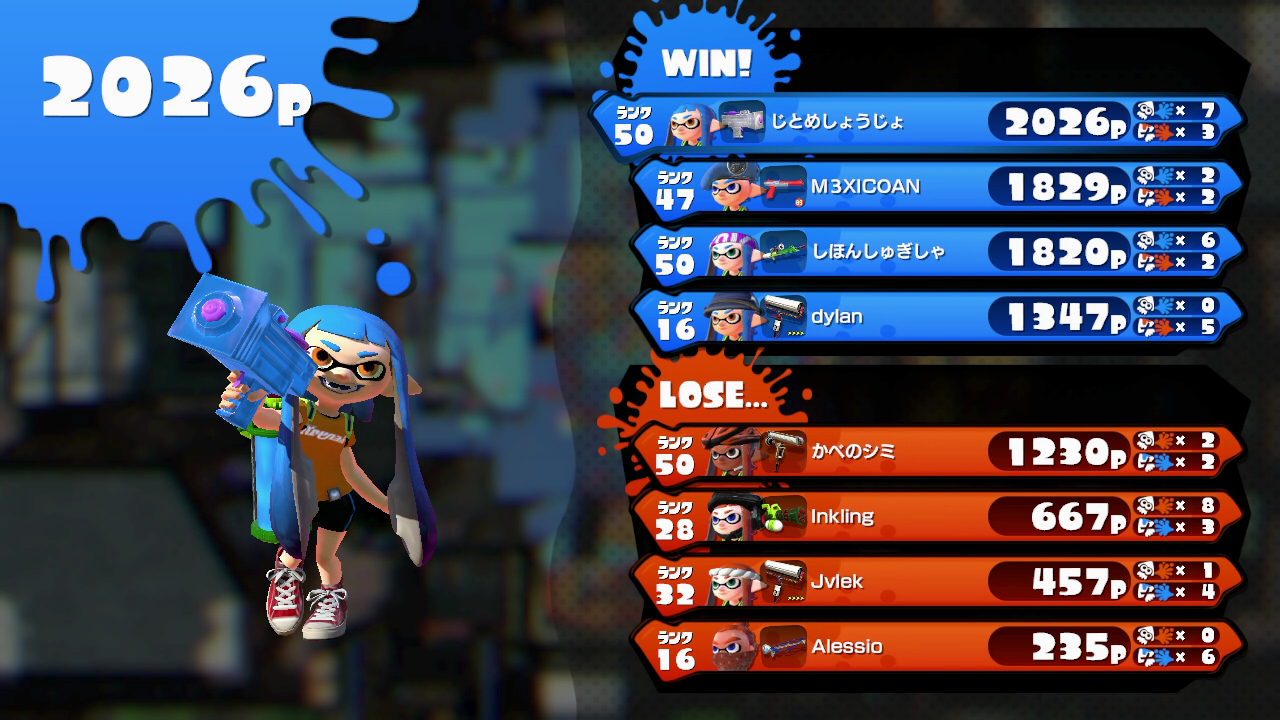 2026p
WIN!
ランク 50 じとめしょうじょ 2026p × 7 × 3
ランク 47 M3XICOAN 1829p × 2 × 2
ランク 50 しほんしゅぎしゃ 1820p × 6 × 2
ランク 16 dylan 1347p × 0 × 5
LOSE...
ランク 50 かべのシミ 1230p × 2 × 2
ランク 28 Inkling 667p × 8 × 3
ランク 32 Jvlek 457p × 1 × 4
ランク 16 Alessio 235p × 0 × 6